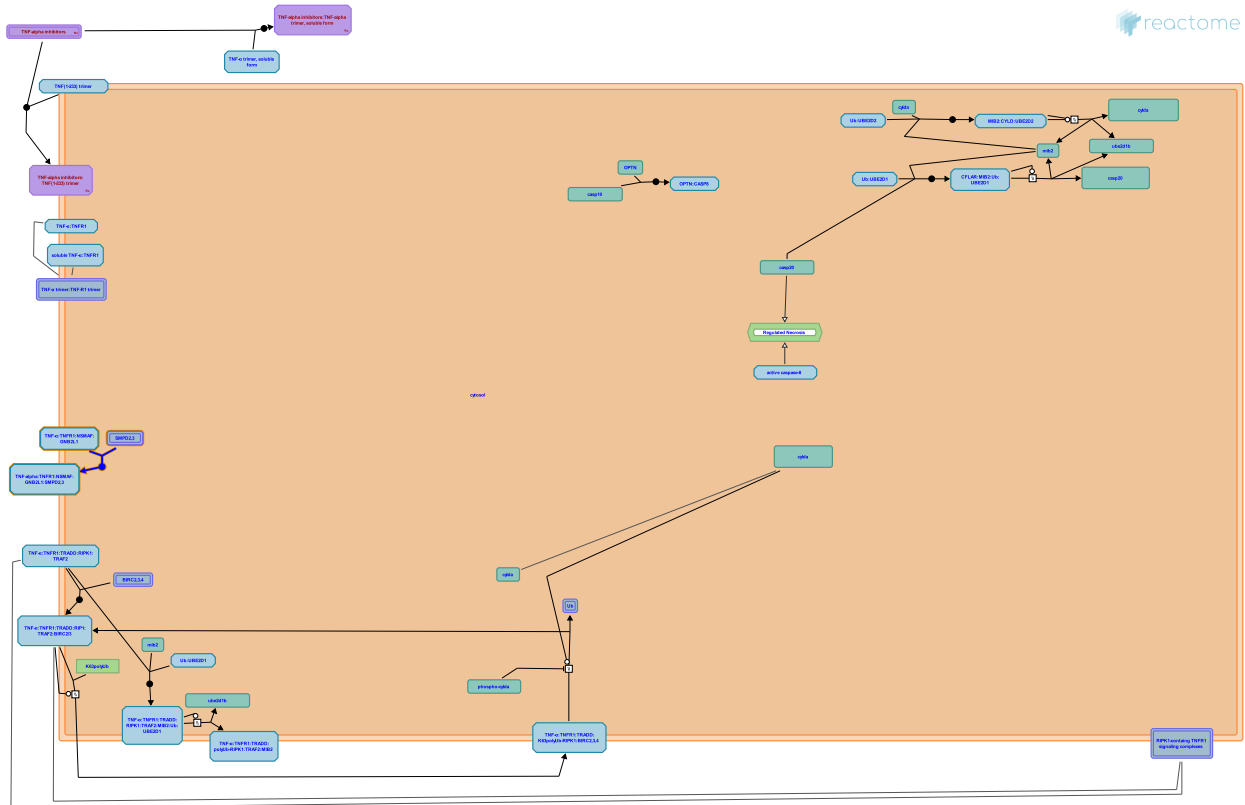 reactome
TNF-alpha inhibitors
TNF-alpha inhibitors:TNF-alpha
trimer, soluble form
TNF-α trimer, soluble
form
TNF(1-233) trimer
TNF-alpha inhibitors:
TNF(1-233) trimer
TNF-α:TNFR1
soluble TNF-α:TNFR1
TNF-α trimer:TNF-R1 trimer
cylda
Ub:UBE2D2
MIB2:CYLD:UBE2D2
cylda
ube2d1b
mib2
Ub:UBE2D1
CFLAR:MIB2:Ub:
UBE2D1
casp20
OPTN
casp10
OPTN:CASP8
casp20
Regulated Necrosis
active caspase-8
cytosol
TNF-α:TNFR1:NSMAF:
GNB2L1
SMPD2,3
TNF-alpha:TNFR1:NSMAF:
GNB2L1:SMPD2,3
cylda
TNF-α:TNFR1:TRADD:RIPK1:
TRAF2
BIRC2,3,4
cylda
Ub
TNF-α:TNFR1:TRADD:RIP1:
TRAF2:BIRC2/3
mib2
K63polyUb
Ub:UBE2D1
phospho-cylda
ube2d1b
TNF-α:TNFR1:TRADD:
RIPK1:TRAF2:MIB2:Ub:
UBE2D1
TNF-α:TNFR1:TRADD:
polyUb-RIPK1:TRAF2:MIB2
TNF-α:TNFR1:TRADD:
K63polyUb-RIPK1:BIRC2,3,4
RIPK1-containg TNFR1
signaling complexes